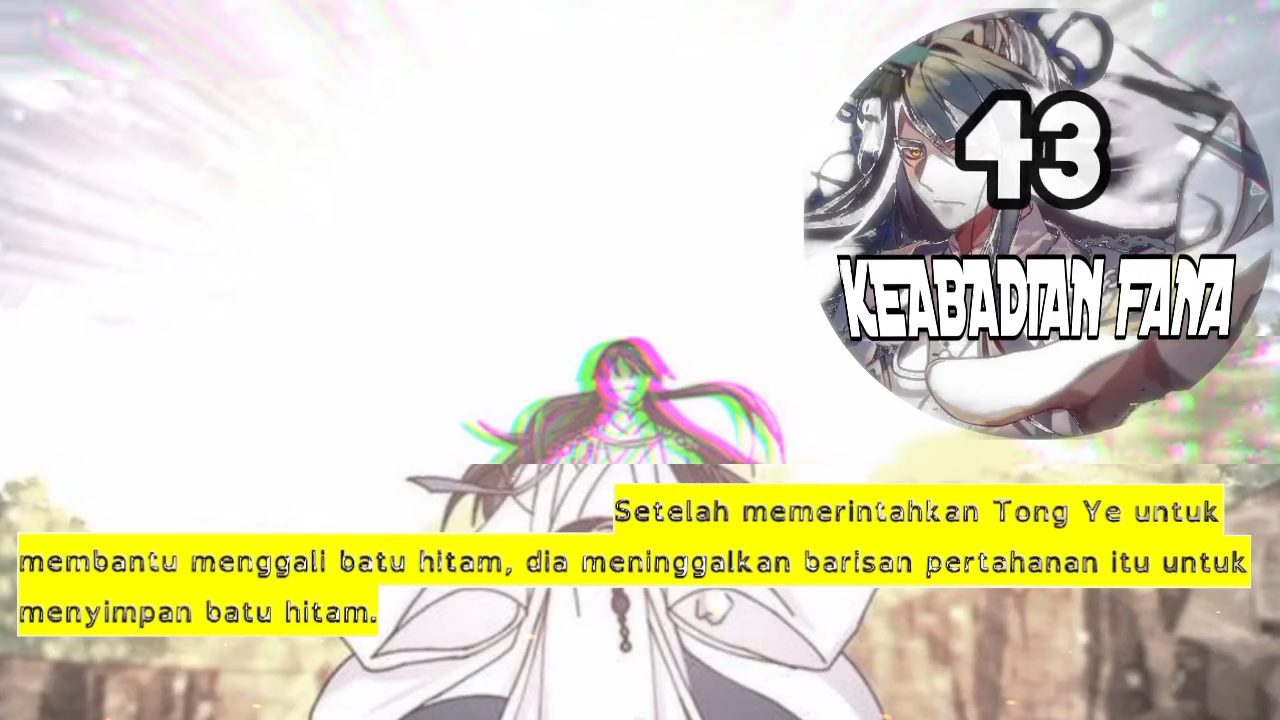 43
KEABADIAN FANA
Setelah memerintahkan Tong Ye untuk
membantu menggali batu hitam, dia meninggalkan barisan pertahanan itu untuk
menyimpan batu hitam.